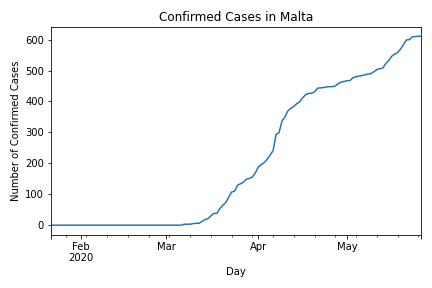 Confirmed Cases in Malta
Number of Confirmed Cases
600
500
400
300
200
100
0
Feb
2020
Mar
Apr
May
Day